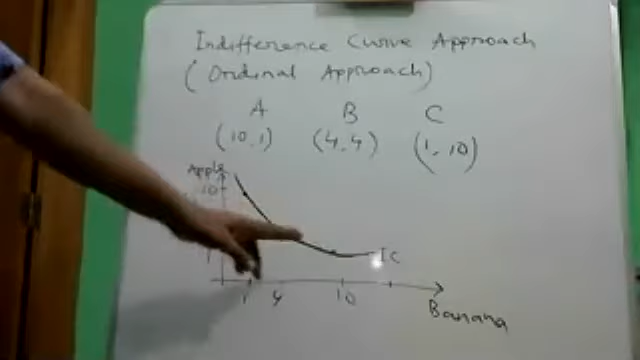 Indifference Curve Approach
(Ordinal Approach)
A B C
(10,1) (4,4) (1,10)
Apple
10
IC
1 4 10
Banana